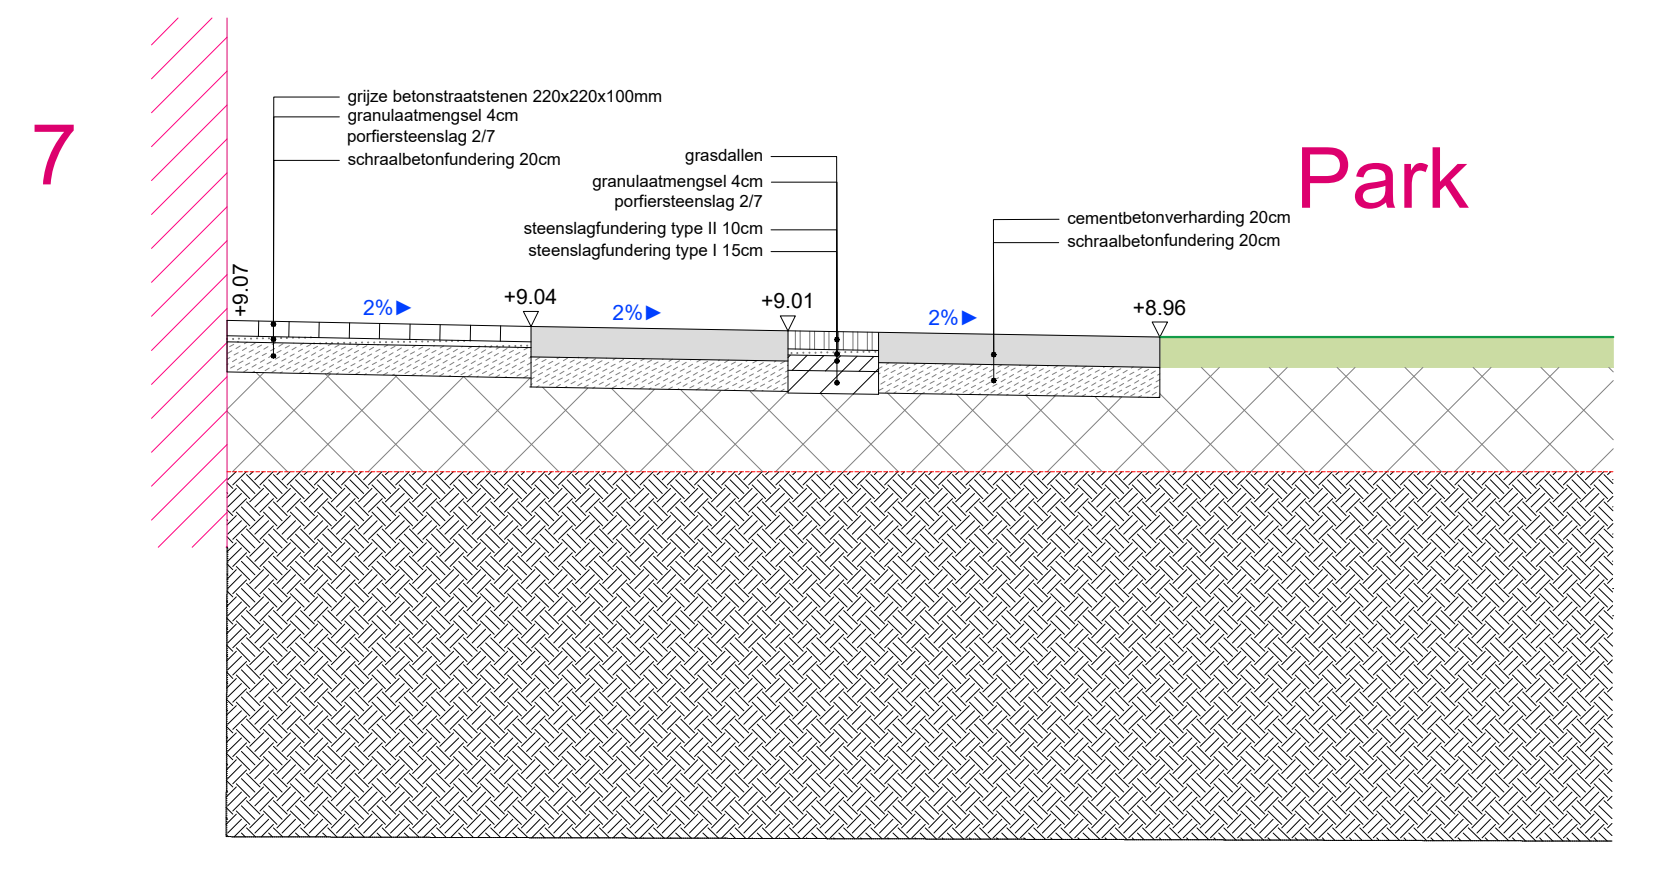 7
grijze betonstraatstenen 220x220x100mm
granulaatmengsel 4cm
porfiersteenslag 2/7
schraalbetonfundering 20cm
grasdallen
granulaatmengsel 4cm
porfiersteenslag 2/7
steenslagfundering type II 10cm
steenslagfundering type I 15cm
Park
cementbetonverharding 20cm
schraalbetonfundering 20cm
+9.07
2%
+9.04
2%
+9.01
2%
+8.96